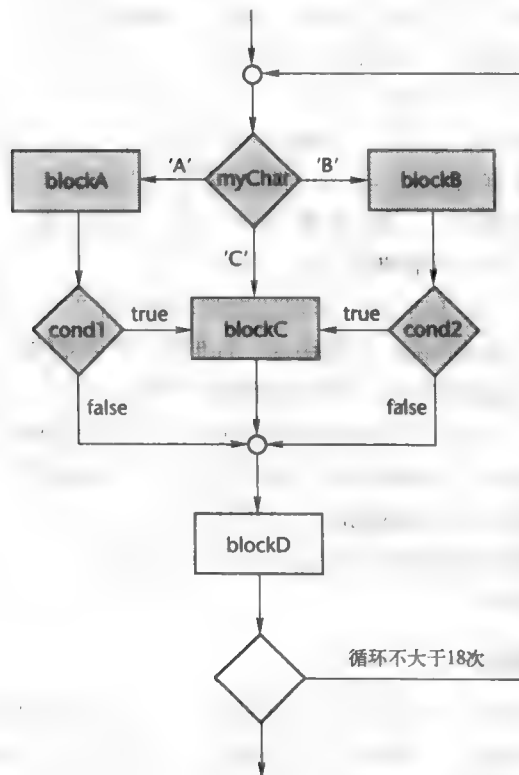 'A'
myChar
'B'
blockA
blockB
'C'
cond1
true
blockC
true
cond2
false
false
blockD
循环不大于18次